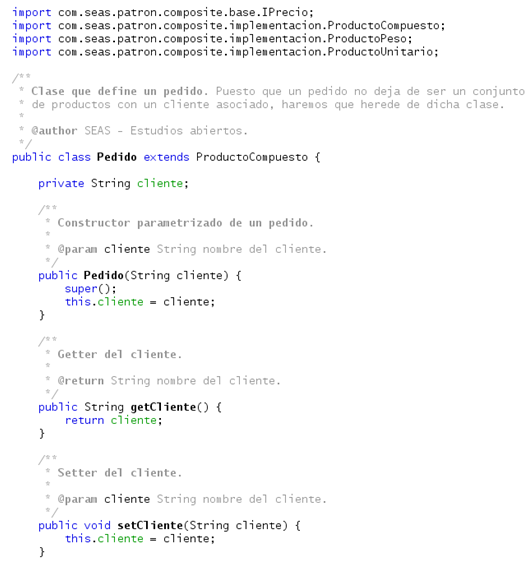 import com.seas.patron.composite.base.IPrecio;
import com.seas.patron.composite.implementacion.ProductoCompuesto;
import com.seas.patron.composite.implementacion.ProductoPeso;
import com.seas.patron.composite.implementacion.ProductoUnitario;

/**
 * Clase que define un pedido. Puesto que un pedido no deja de ser un conjunto
 * de productos con un cliente asociado, haremos que herede de dicha clase.
 *
 * @author SEAS - Estudios abiertos.
 */
public class Pedido extends ProductoCompuesto {

    private String cliente;

    /**
     * Constructor parametrizado de un pedido.
     *
     * @param cliente String nombre del cliente.
     */
    public Pedido(String cliente) {
        super();
        this.cliente = cliente;
    }

    /**
     * Getter del cliente.
     *
     * @return String nombre del cliente.
     */
    public String getCliente() {
        return cliente;
    }

    /**
     * Setter del cliente.
     *
     * @param cliente String nombre del cliente.
     */
    public void setCliente(String cliente) {
        this.cliente = cliente;
    }